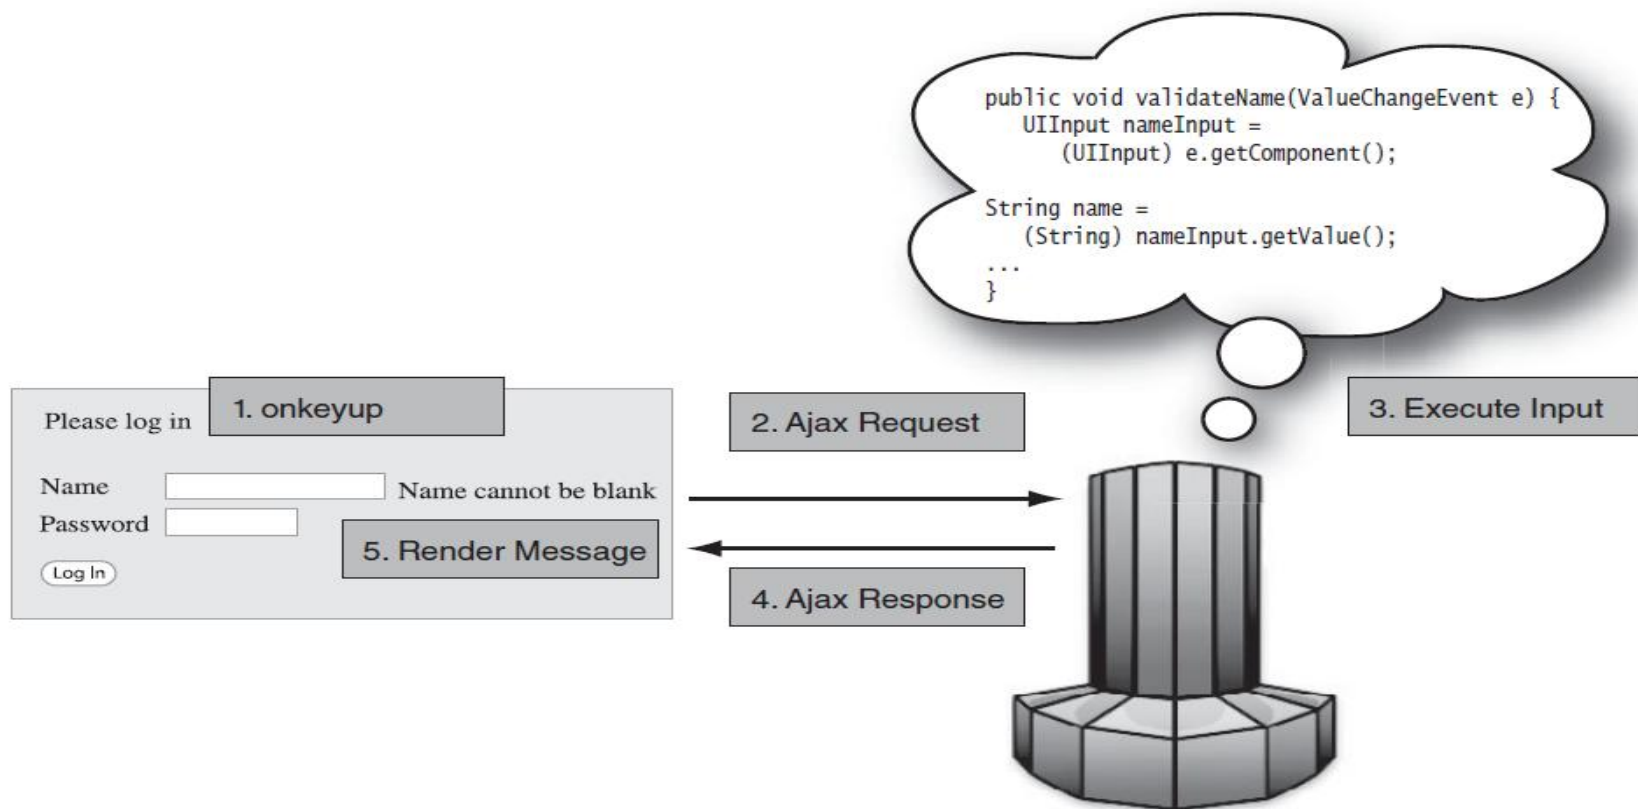 public void validateName(ValueChangeEvent e) {
UIInput nameInput =
(UIInput) e.getComponent();
String name =
(String) nameInput.getValue();
...
}
1. onkeyup
Please log in
2. Ajax Request
3. Execute Input
Name
Name cannot be blank
Password
5. Render Message
Log In
4. Ajax Response